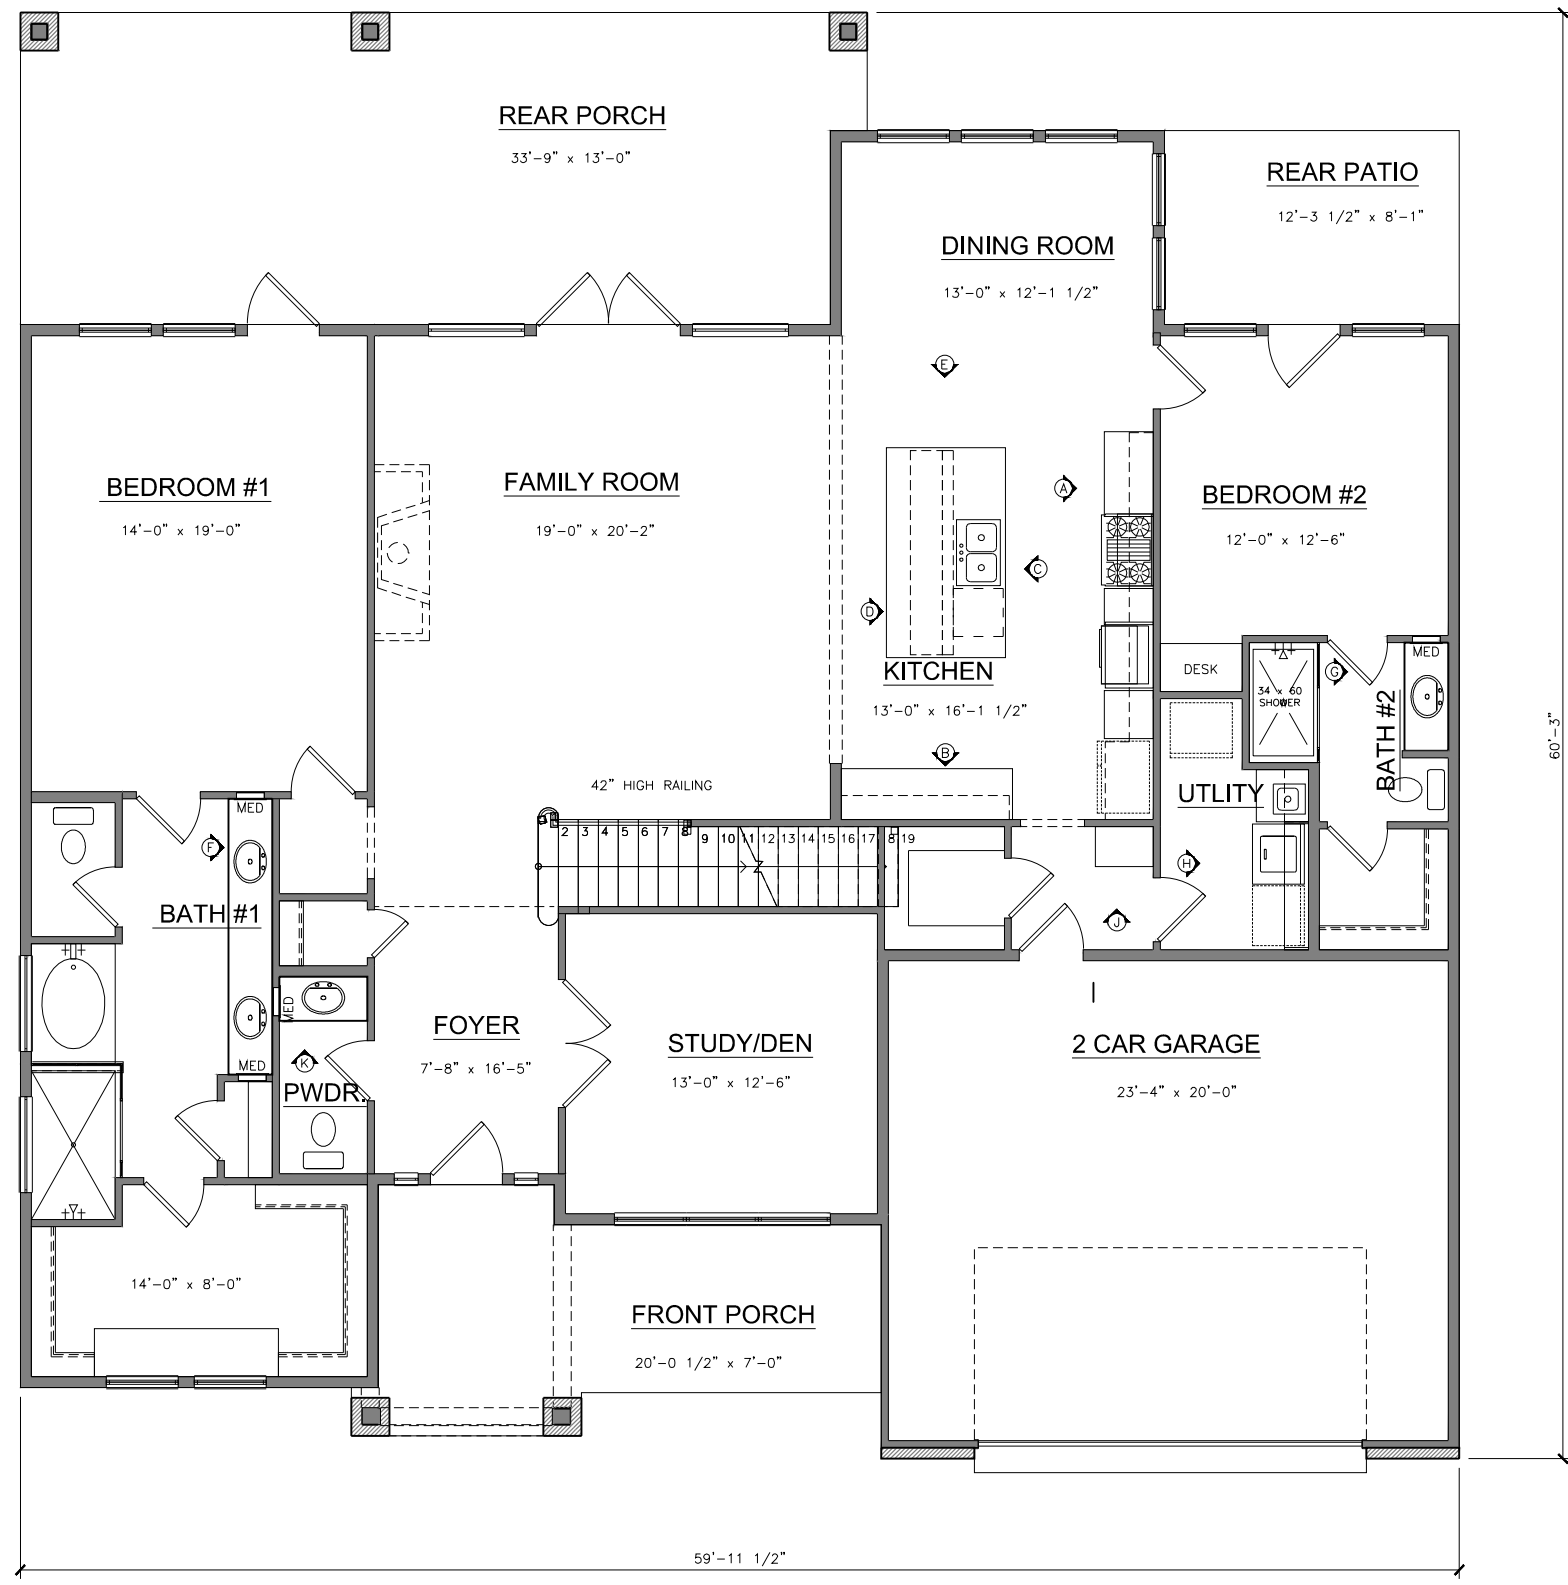 REAR PORCH
33'-9" x 13'-0"
REAR PATIO
12'-3 1/2" x 8'-1"
DINING ROOM
13'-0" x 12'-1 1/2"
E
BEDROOM #1
14'-0" x 19'-0"
FAMILY ROOM
19'-0" x 20'-2"
A
C
D
BEDROOM #2
12'-0" x 12'-6"
KITCHEN
13'-0" x 16'-1 1/2"
B
DESK
34 x 60
SHOWER
G
MED
BATH #2
60'-3"
42" HIGH RAILING
UTLITY
MED
F
2 3 4 5 6 7 8 9 10 11 12 13 14 15 16 17 8 19
H
J
BATH #1
MED
MED
K
PWDR.
FOYER
7'-8" x 16'-5"
STUDY/DEN
13'-0" x 12'-6"
I
2 CAR GARAGE
23'-4" x 20'-0"
14'-0" x 8'-0"
FRONT PORCH
20'-0 1/2" x 7'-0"
59'-11 1/2"